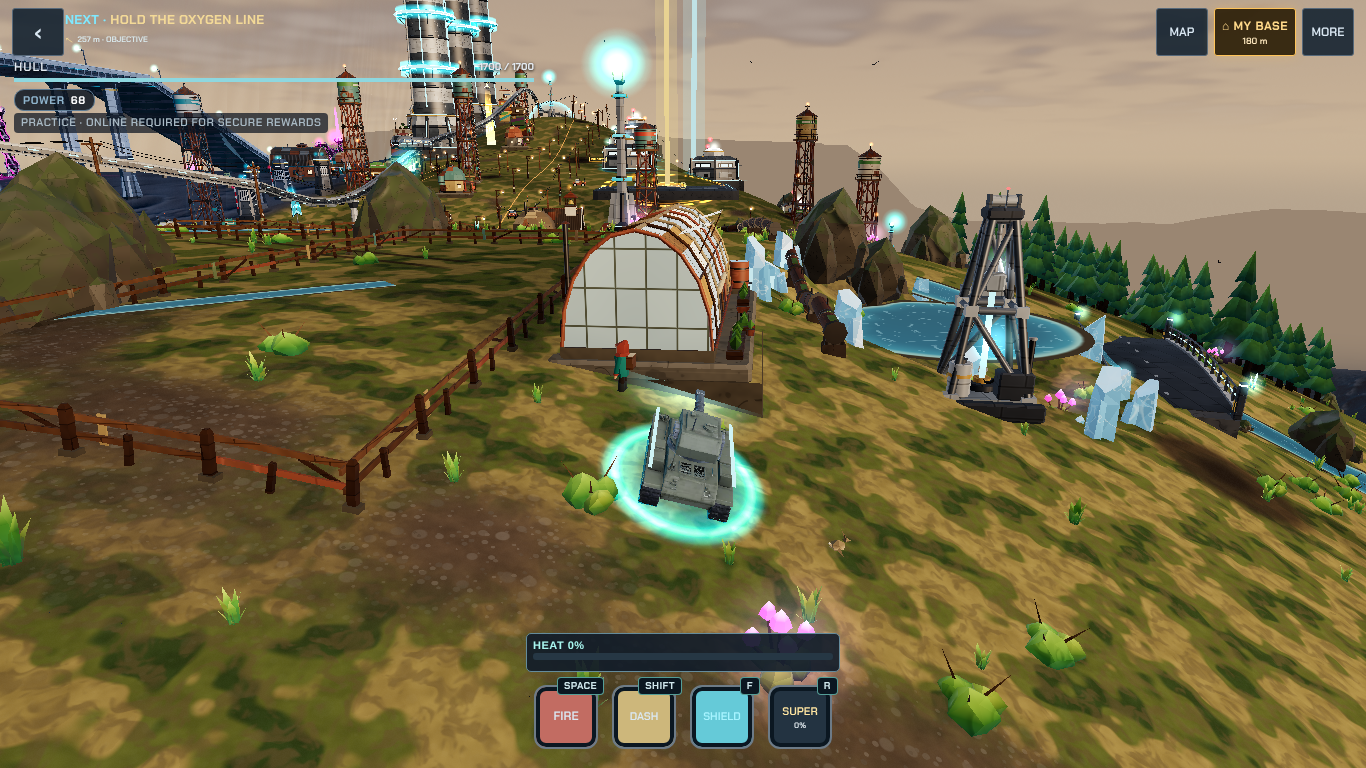 ‹
NEXT · HOLD THE OXYGEN LINE
257 m · OBJECTIVE
HULL
1700 / 1700
POWER 68
PRACTICE · ONLINE REQUIRED FOR SECURE REWARDS
MAP
⌂ MY BASE
180 m
MORE
HEAT 0%
SPACE
SHIFT
F
R
FIRE
DASH
SHIELD
SUPER
0%